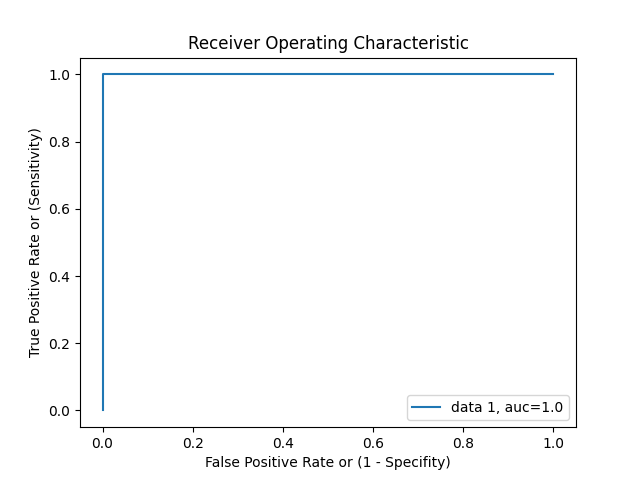 Receiver Operating Characteristic
True Positive Rate or (Sensitivity)
1.0
0.8
0.6
0.4
0.2
0.0
data 1, auc=1.0
0.0 0.2 0.4 0.6 0.8 1.0
False Positive Rate or (1 - Specifity)